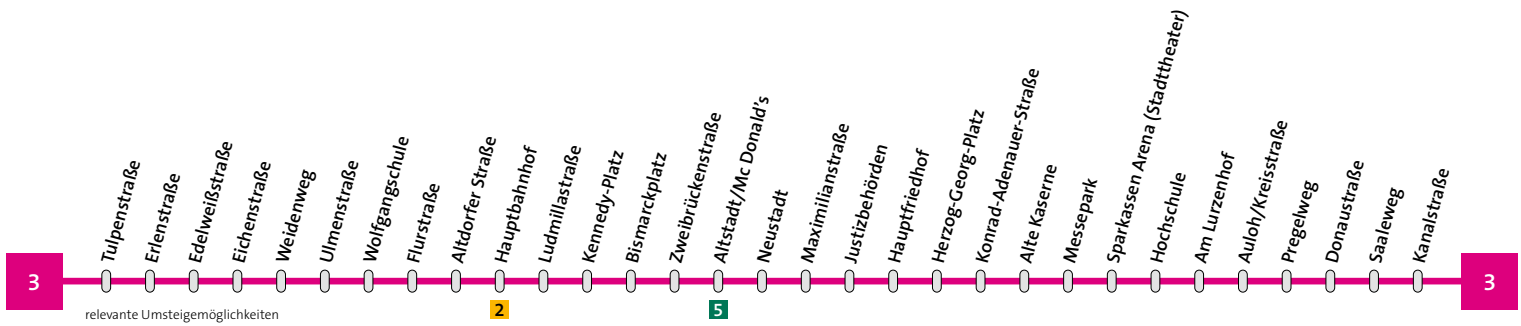 3
Tulpenstraße
Erlenstraße
Edelweißstraße
Eichenstraße
Weidenweg
Ulmenstraße
Wolfgangschule
Flurstraße
Altdorfer Straße
Hauptbahnhof
Ludmillastraße
Kennedy-Platz
Bismarckplatz
Zweibrückenstraße
Altstadt/Mc Donald's
Neustadt
Maximilianstraße
Justizbehörden
Hauptfriedhof
Herzog-Georg-Platz
Konrad-Adenauer-Straße
Alte Kaserne
Messepark
Sparkassen Arena (Stadttheater)
Hochschule
Am Lurzenhof
Auloh/Kreisstraße
Pregelweg
Donaustraße
Saaleweg
Kanalstraße
3
relevante Umsteigemöglichkeiten
2
5